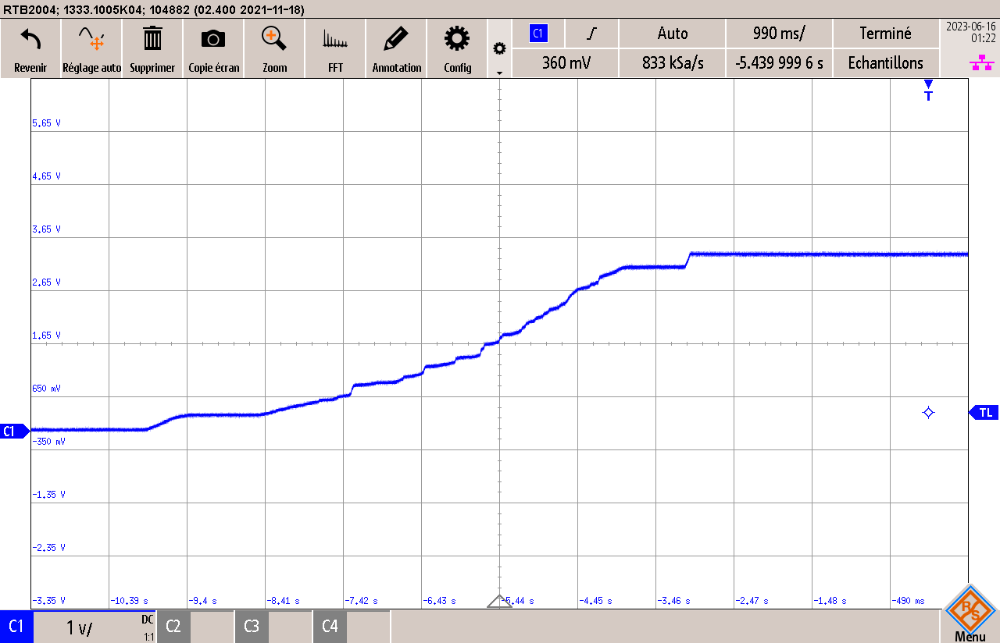 RTB2004; 1333.1005K04; 104882 (02.400 2021-11-18)
Revenir
Réglage auto
Supprimer
Copie écran
Zoom
FFT
Annotation
Config
C1
Auto
990 ms/
Terminé
360 mV
833 kSa/s
-5.439 999 6 s
Echantillons
2023-06-16
01:22
T
5.65 V
4.65 V
3.65 V
2.65 V
1.65 V
650 mV
-350 mV
-1.35 V
-2.35 V
-3.35 V
C1
TL
-10.39 s
-9.4 s
-8.41 s
-7.42 s
-6.43 s
-5.44 s
-4.45 s
-3.46 s
-2.47 s
-1.48 s
-490 ms
C1
1 V/
DC
1:1
C2
C3
C4
R S
Menu